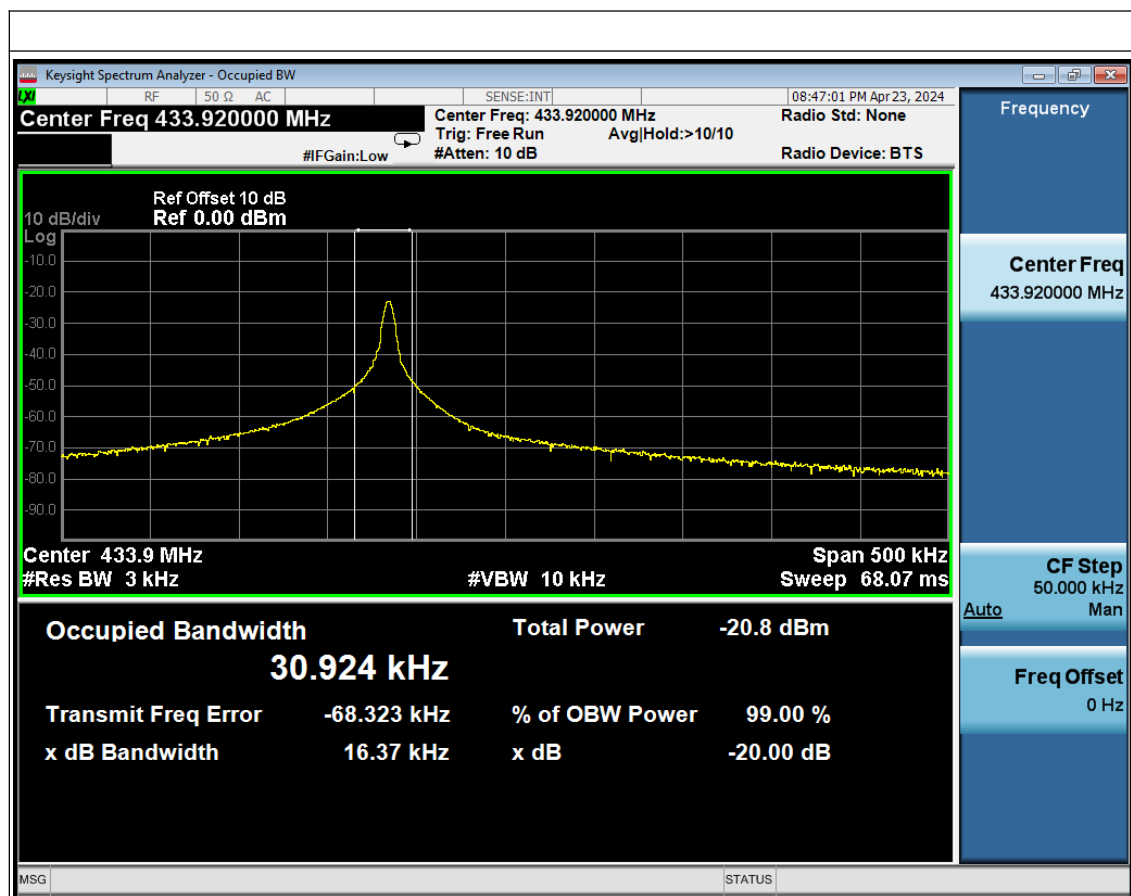 Keysight Spectrum Analyzer - Occupied BW
LXI RF 50 Ω AC SENSE:INT 08:47:01 PM Apr 23, 2024
Center Freq 433.920000 MHz
Center Freq: 433.920000 MHz
Radio Std: None
Trig: Free Run Avg|Hold:>10/10
#IFGain:Low
#Atten: 10 dB
Radio Device: BTS
Ref Offset 10 dB
10 dB/div Ref 0.00 dBm
Log
-10.0
-20.0
-30.0
-40.0
-50.0
-60.0
-70.0
-80.0
-90.0
Center 433.9 MHz Span 500 kHz
#Res BW 3 kHz #VBW 10 kHz Sweep 68.07 ms
Occupied Bandwidth Total Power -20.8 dBm
30.924 kHz
Transmit Freq Error -68.323 kHz % of OBW Power 99.00 %
x dB Bandwidth 16.37 kHz x dB -20.00 dB
MSG STATUS
Frequency
Center Freq
433.920000 MHz
CF Step
50.000 kHz
Auto Man
Freq Offset
0 Hz